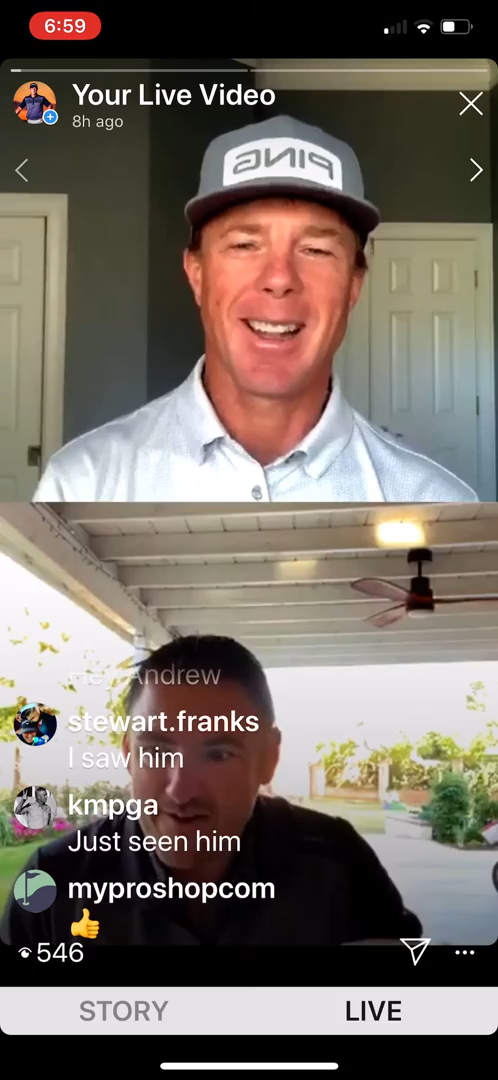 6:59
Your Live Video
8h ago
PING
Hey Andrew
stewart.franks
I saw him
kmpga
Just seen him
myproshopcom
👍
546
STORY
LIVE